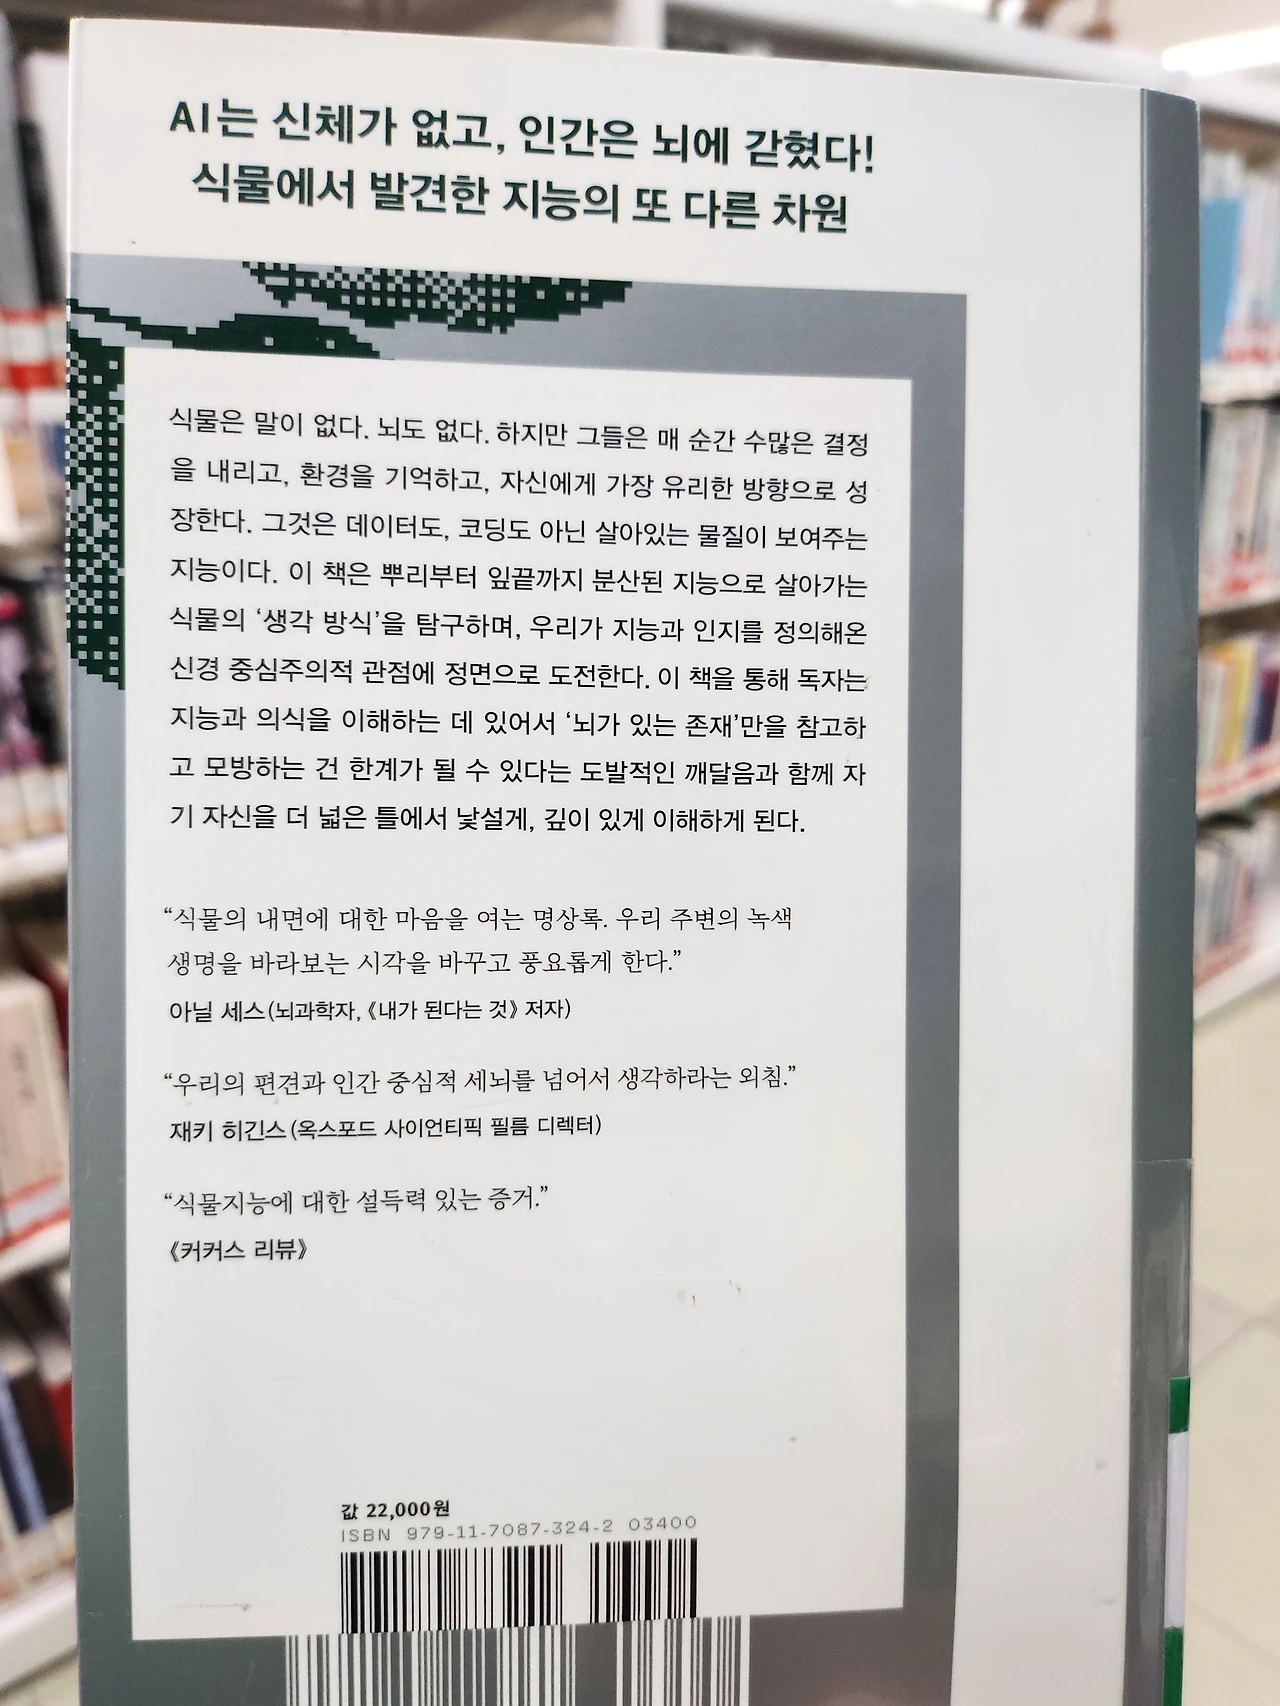 AI는 신체가 없고, 인간은 뇌에 갇혔다!
식물에서 발견한 지능의 또 다른 차원
식물은 말이 없다. 뇌도 없다. 하지만 그들은 매 순간 수많은 결정
을 내리고, 환경을 기억하고, 자신에게 가장 유리한 방향으로 성
장한다. 그것은 데이터도, 코딩도 아닌 살아있는 물질이 보여주는
지능이다. 이 책은 뿌리부터 잎끝까지 분산된 지능으로 살아가는
식물의 ‘생각 방식’을 탐구하며, 우리가 지능과 인지를 정의해온
신경 중심주의적 관점에 정면으로 도전한다. 이 책을 통해 독자는
지능과 의식을 이해하는 데 있어서 ‘뇌가 있는 존재’만을 참고하
고 모방하는 건 한계가 될 수 있다는 도발적인 깨달음과 함께 자
기 자신을 더 넓은 틀에서 낯설게, 깊이 있게 이해하게 된다.
“식물의 내면에 대한 마음을 여는 명상록. 우리 주변의 녹색
생명을 바라보는 시각을 바꾸고 풍요롭게 한다.”
아닐 세스(뇌과학자, 《내가 된다는 것》 저자)
“우리의 편견과 인간 중심적 세뇌를 넘어서 생각하라는 외침.”
재키 히긴스(옥스포드 사이언티픽 필름 디렉터)
“식물지능에 대한 설득력 있는 증거.”
《커커스 리뷰》
값 22,000원
ISBN 979-11-7087-324-2 03400